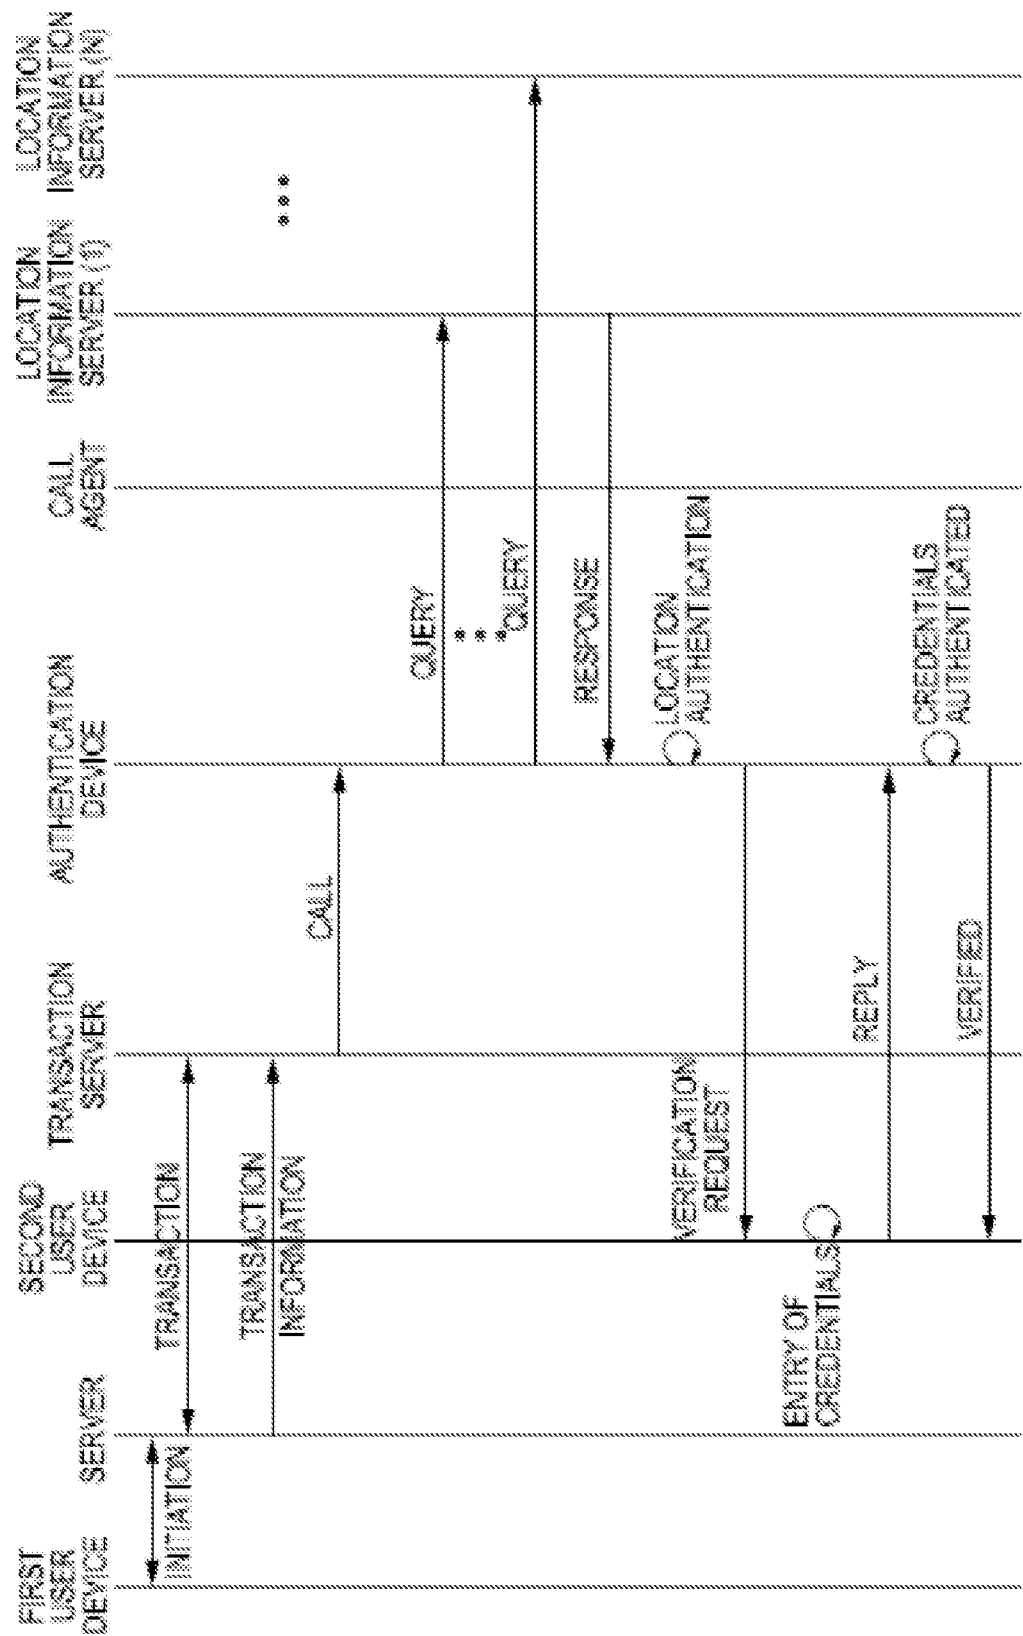 FIRST
USER
DEVICE
SERVER
SECOND
USER
DEVICE
TRANSACTION
SERVER
AUTHENTICATION
DEVICE
CALL
AGENT
LOCATION
INFORMATION
SERVER (1)
LOCATION
INFORMATION
SERVER (N)
INITIATION
TRANSACTION
TRANSACTION
INFORMATION
CALL
QUERY
QUERY
RESPONSE
LOCATION
AUTHENTICATION
VERIFICATION
REQUEST
ENTRY OF
CREDENTIALS
REPLY
CREDENTIALS
AUTHENTICATED
VERIFIED